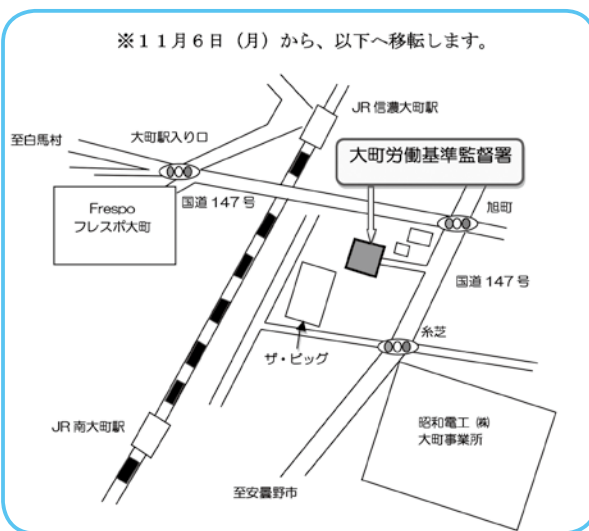 ※１１月６日（月）から、以下へ移転します。
JR 信濃大町駅
大町駅入り口
至白馬村
大町労働基準監督署
Frespo
フレスポ大町
国道 147 号
旭町
国道 147 号
糸芝
ザ・ビッグ
JR 南大町駅
昭和電工 ㈱
大町事業所
至安曇野市